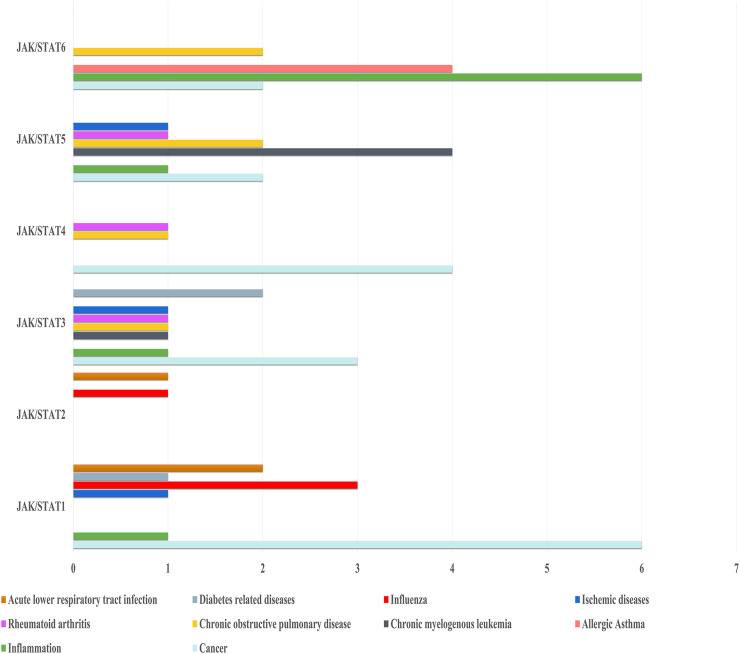 JAK/STAT6
JAK/STAT5
JAK/STAT4
JAK/STAT3
JAK/STAT2
JAK/STAT1
0 1 2 3 4 5 6 7
Acute lower respiratory tract infection Diabetes related diseases Influenza Ischemic diseases
Rheumatoid arthritis Chronic obstructive pulmonary disease Chronic myelogenous leukemia Allergic Asthma
Inflammation Cancer